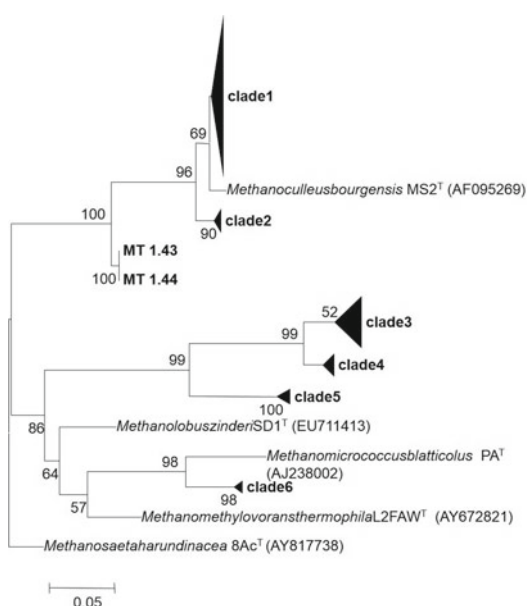 clade1
69
96
Methanoculleusbourgensis MS2ᵀ (AF095269)
100
clade2
90
MT 1.43
100
MT 1.44
52
clade3
99
99
clade4
clade5
100
86
MethanolobuszinderiSD1ᵀ (EU711413)
Methanomicrococcusblatticolus PAᵀ
98
(AJ238002)
64
clade6
98
57
MethanomethylovoransthermophilaL2FAWᵀ (AY672821)
Methanosaetaharundinacea 8Acᵀ (AY817738)
0.05